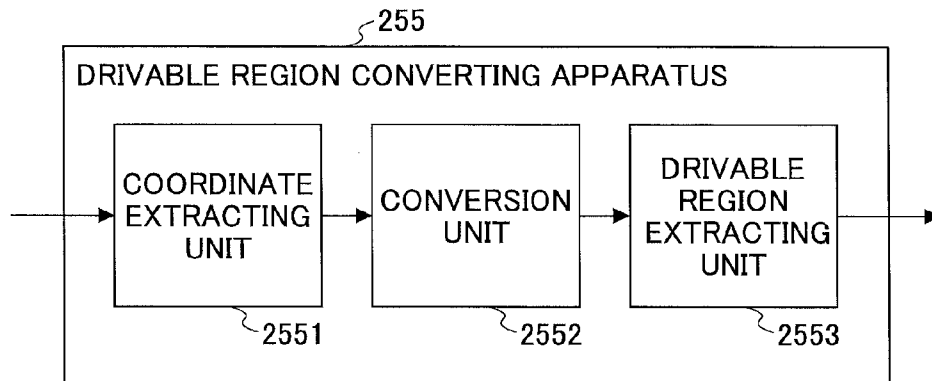 255
DRIVABLE REGION CONVERTING APPARATUS
COORDINATE
EXTRACTING
UNIT
2551
CONVERSION
UNIT
2552
DRIVABLE
REGION
EXTRACTING
UNIT
2553